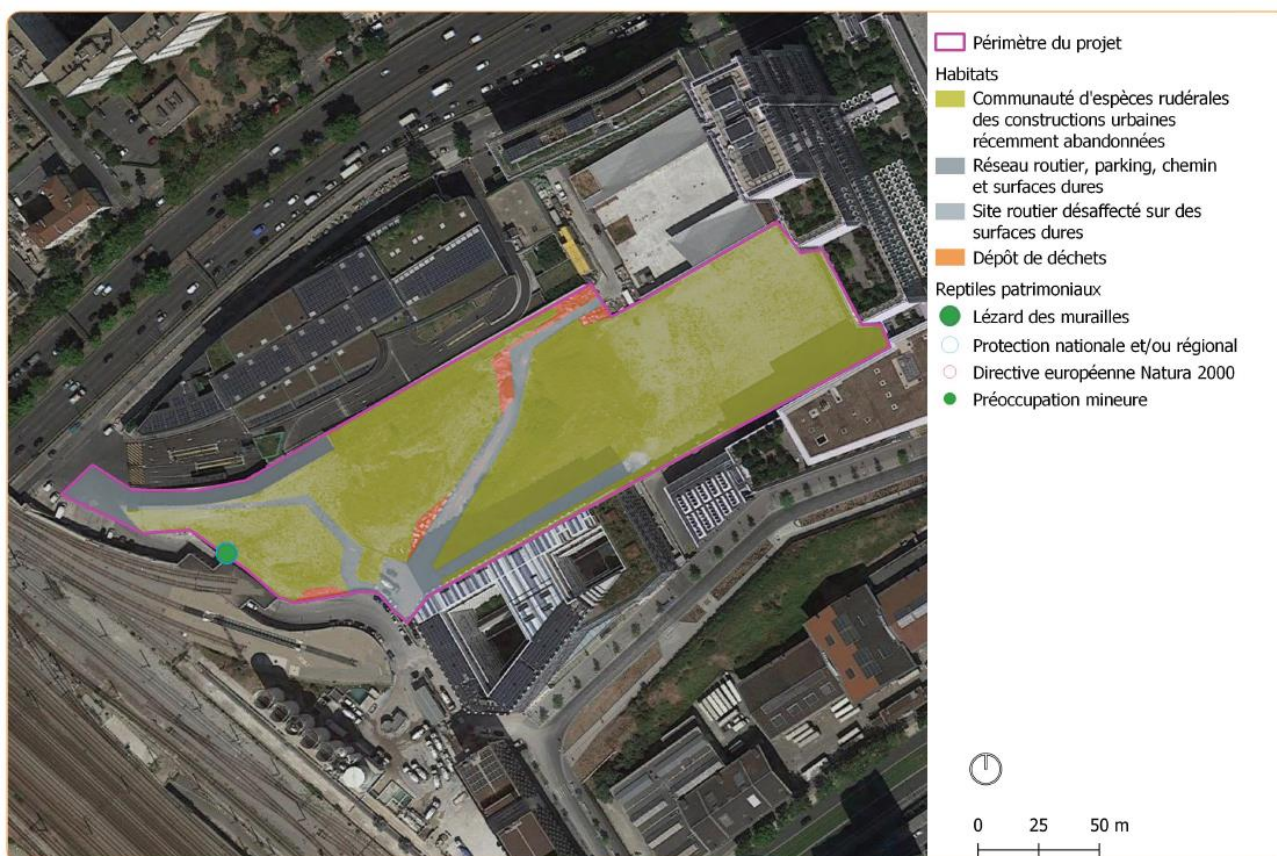 Périmètre du projet
Habitats
Communauté d'espèces rudérales
des constructions urbaines
récemment abandonnées
Réseau routier, parking, chemin
et surfaces dures
Site routier désaffecté sur des
surfaces dures
Dépôt de déchets
Reptiles patrimoniaux
Lézard des murailles
Protection nationale et/ou régional
Directive européenne Natura 2000
Préoccupation mineure
0 25 50 m